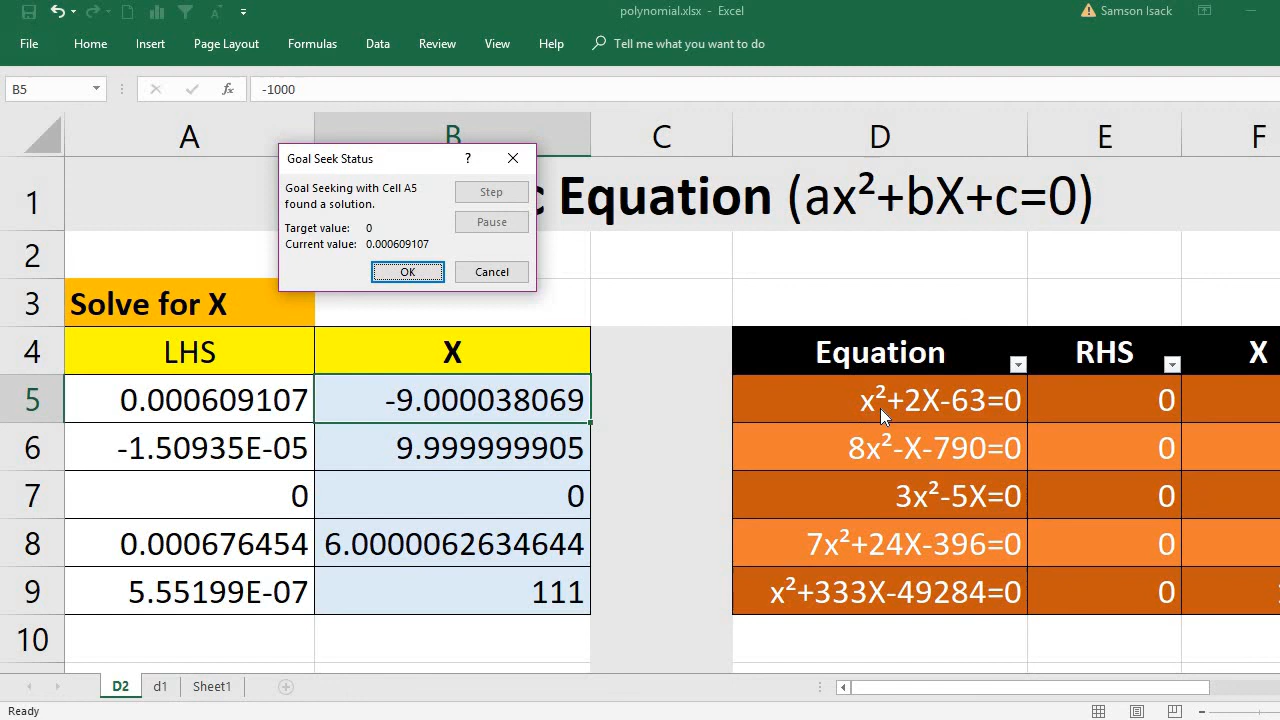 polynomial.xlsx - Excel
Samson Isack
File Home Insert Page Layout Formulas Data Review View Help Tell me what you want to do
B5 fx -1000
A B C D E F
1 c Equation (ax²+bX+c=0)
Goal Seek Status ?
Goal Seeking with Cell A5
found a solution.
Step
Pause
Target value: 0
Current value: 0.000609107
OK Cancel
2
3 Solve for X
4 LHS X Equation RHS X
5 0.000609107 -9.000038069 x²+2X-63=0 0
6 -1.50935E-05 9.999999905 8x²-X-790=0 0
7 0 0 3x²-5X=0 0
8 0.000676454 6.0000062634644 7x²+24X-396=0 0
9 5.55199E-07 111 x²+333X-49284=0 0
10
D2 d1 Sheet1
Ready